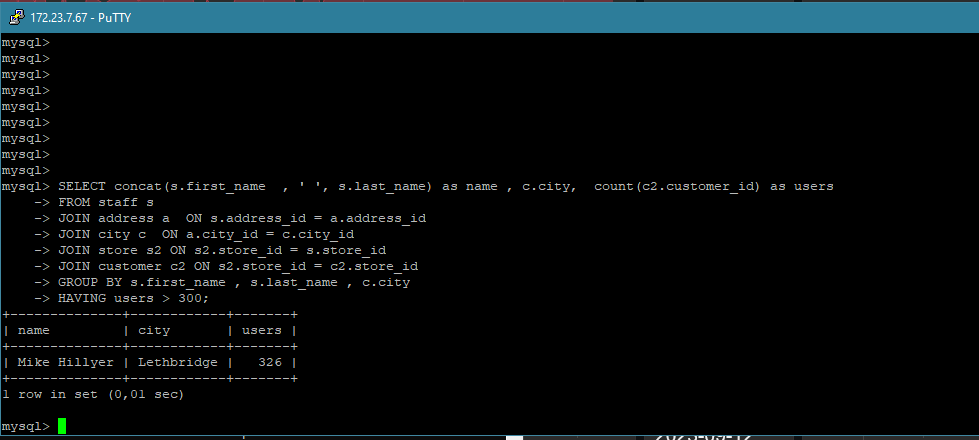 172.23.7.67 - PuTTY
mysql>
mysql>
mysql>
mysql>
mysql>
mysql>
mysql>
mysql>
mysql>
mysql> SELECT concat(s.first_name  , ' ', s.last_name) as name , c.city,  count(c2.customer_id) as users
    -> FROM staff s
    -> JOIN address a  ON s.address_id = a.address_id
    -> JOIN city c  ON a.city_id = c.city_id
    -> JOIN store s2 ON s2.store_id = s.store_id
    -> JOIN customer c2 ON s2.store_id = c2.store_id
    -> GROUP BY s.first_name , s.last_name , c.city
    -> HAVING users > 300;
+--------------+------------+-------+
| name         | city       | users |
+--------------+------------+-------+
| Mike Hillyer | Lethbridge |   326 |
+--------------+------------+-------+
1 row in set (0,01 sec)
mysql>